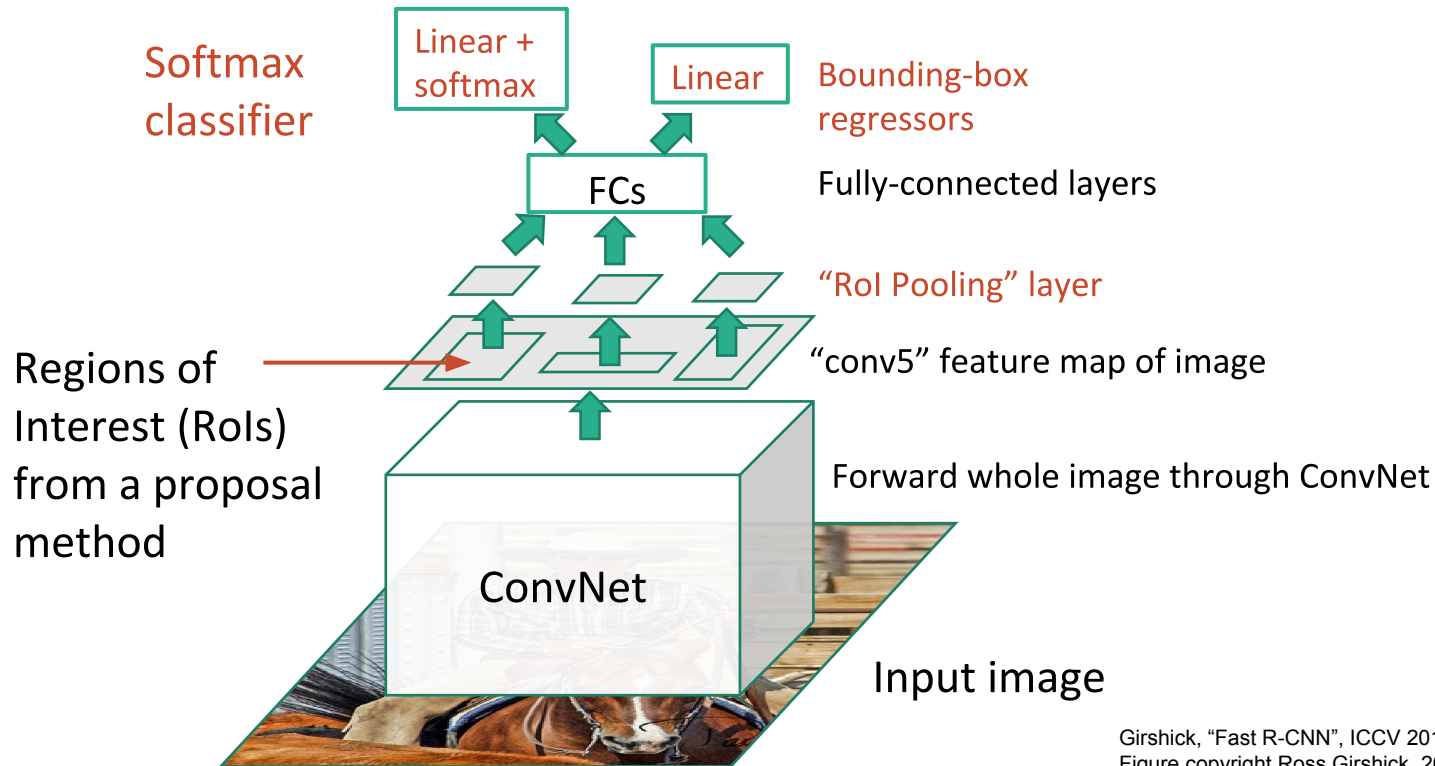 Softmax
classifier
Linear +
softmax
Linear
Bounding-box
regressors
FCs
Fully-connected layers
“RoI Pooling” layer
Regions of
Interest (RoIs)
from a proposal
method
“conv5” feature map of image
Forward whole image through ConvNet
ConvNet
Input image
Girshick, “Fast R-CNN”, ICCV 201
Figure copyright Ross Girshick, 20